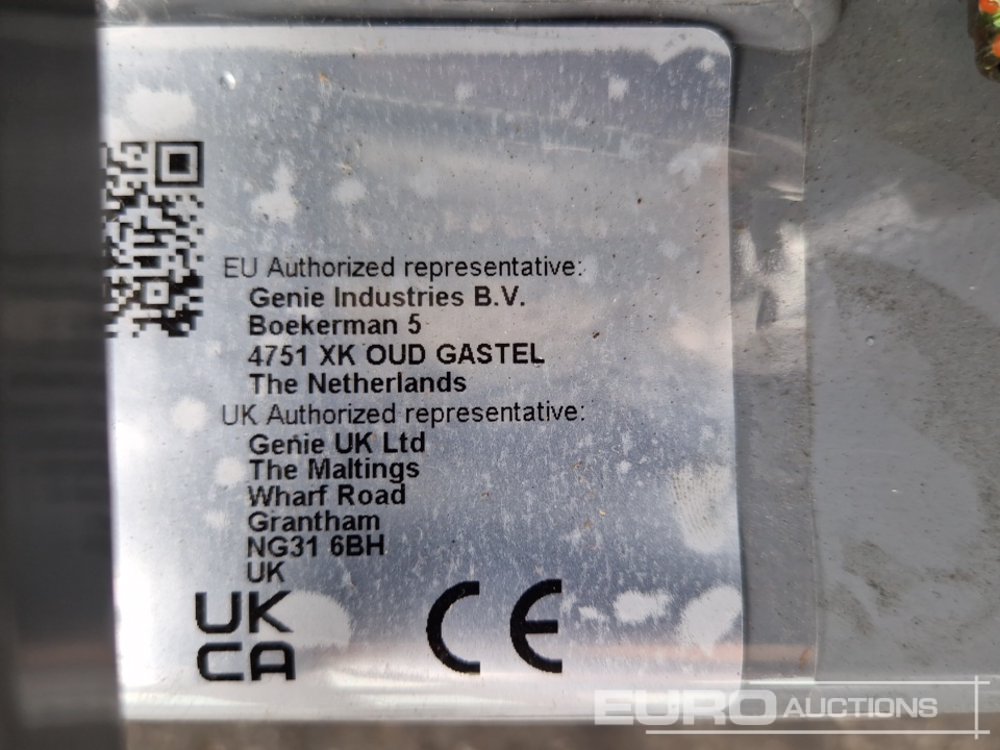 EU Authorized representative:
Genie Industries B.V.
Boekerman 5
4751 XK OUD GASTEL
The Netherlands
UK Authorized representative:
Genie UK Ltd
The Maltings
Wharf Road
Grantham
NG31 6BH
UK
UK
CA
CE
EURO AUCTIONS